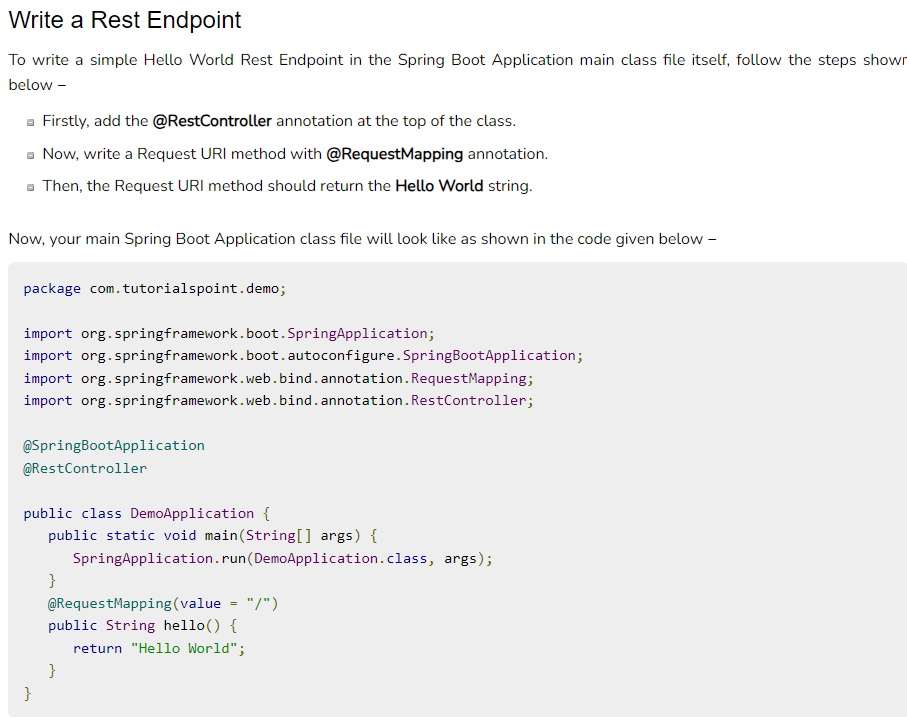 Write a Rest Endpoint
To write a simple Hello World Rest Endpoint in the Spring Boot Application main class file itself, follow the steps shown
below −
Firstly, add the @RestController annotation at the top of the class.
Now, write a Request URI method with @RequestMapping annotation.
Then, the Request URI method should return the Hello World string.
Now, your main Spring Boot Application class file will look like as shown in the code given below −
package com.tutorialspoint.demo;
import org.springframework.boot.SpringApplication;
import org.springframework.boot.autoconfigure.SpringBootApplication;
import org.springframework.web.bind.annotation.RequestMapping;
import org.springframework.web.bind.annotation.RestController;
@SpringBootApplication
@RestController
public class DemoApplication {
   public static void main(String[] args) {
      SpringApplication.run(DemoApplication.class, args);
   }
   @RequestMapping(value = "/")
   public String hello() {
      return "Hello World";
   }
}